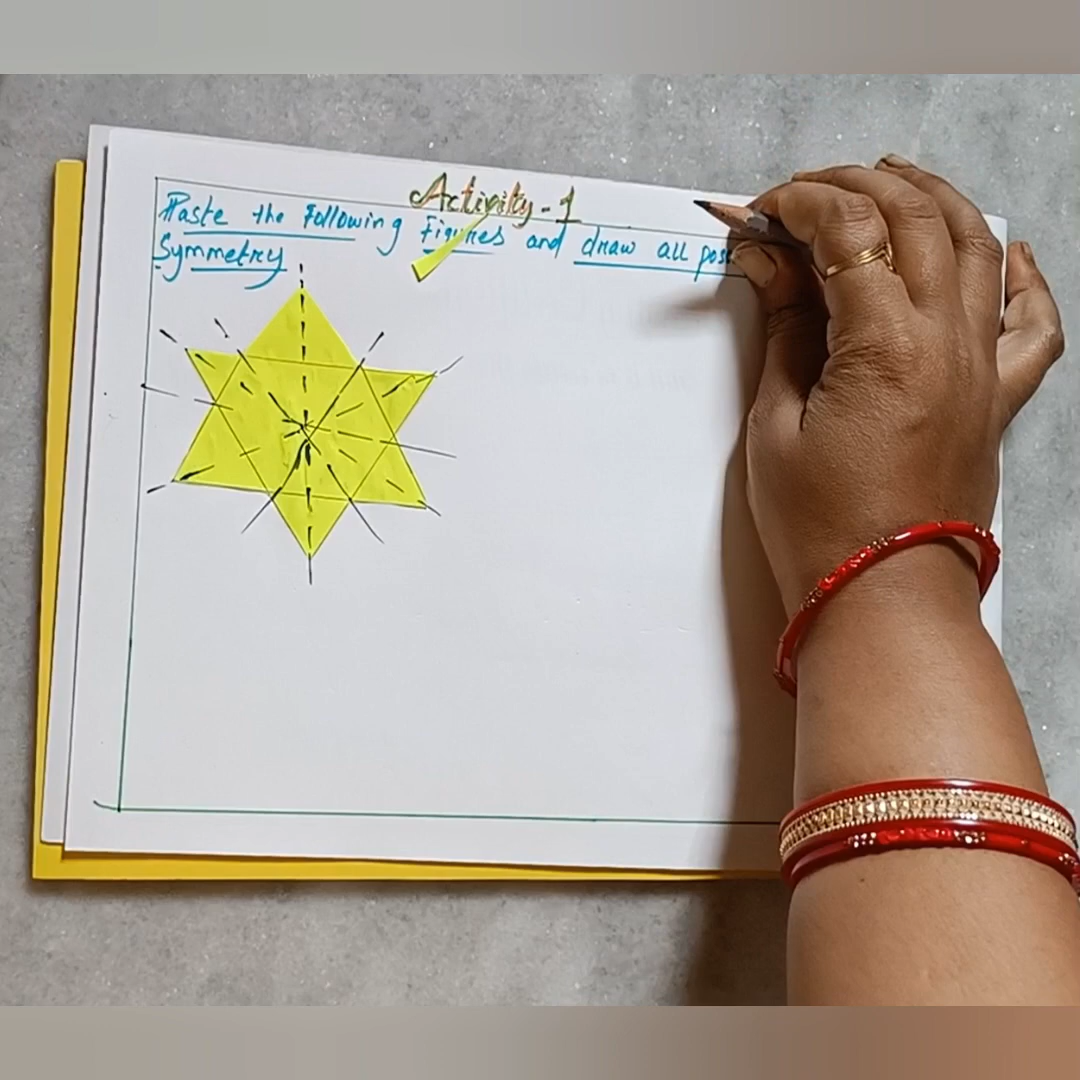 Activity - 1
Paste the following figures and draw all
Symmetry